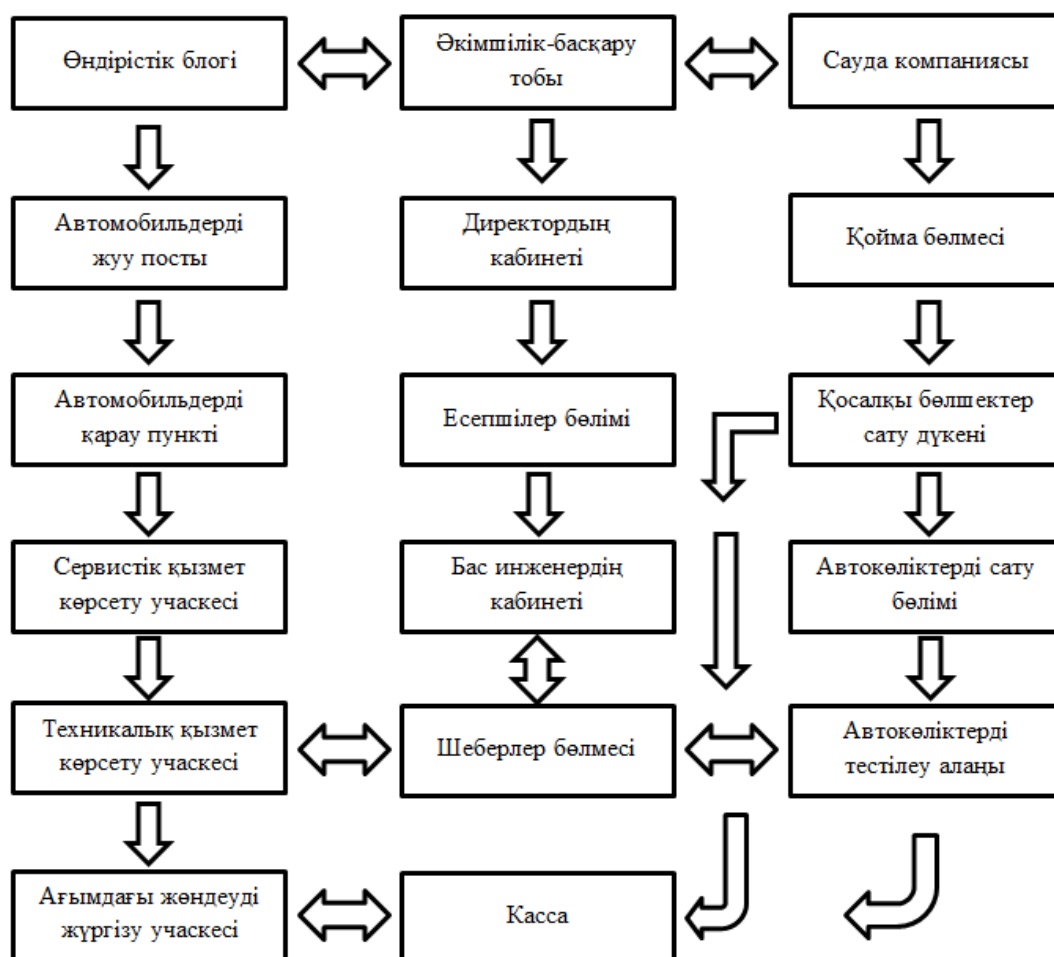 Өндірістік блогі
Әкімшілік-басқару
тобы
Сауда компаниясы
Автомобильдерді
жуу посты
Директордың
кабинеті
Қойма бөлмесі
Автомобильдерді
қарау пункті
Есепшілер бөлімі
Қосалқы бөлшектер
сату дүкені
Сервистік қызмет
көрсету учаскесі
Бас инженердің
кабинеті
Автокөліктерді сату
бөлімі
Техникалық қызмет
көрсету учаскесі
Шеберлер бөлмесі
Автокөліктерді
тестілеу алаңы
Ағымдағы жөндеуді
жүргізу учаскесі
Касса